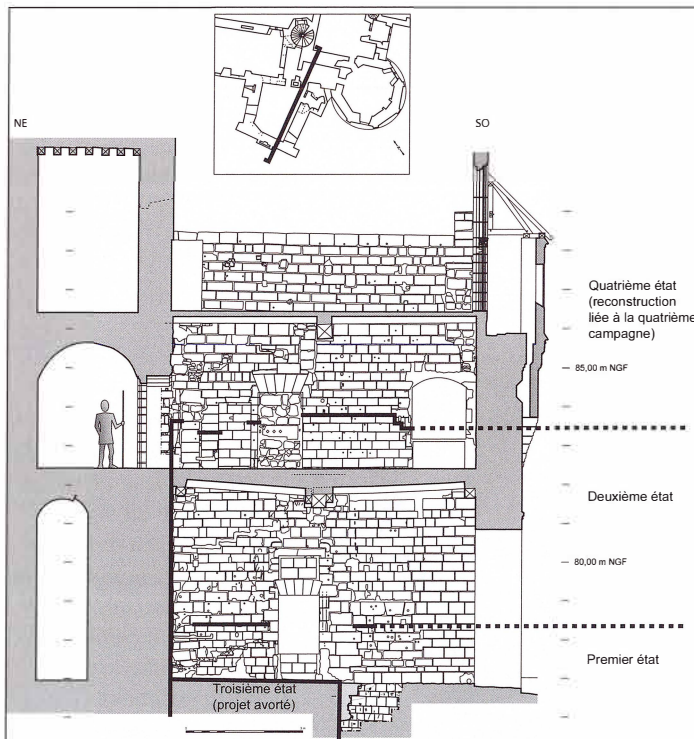 NE
SO
Quatrième état
(reconstruction
liée à la quatrième
campagne)
85,00 m NGF
Deuxième état
80,00 m NGF
Premier état
Troisième état
(projet avorté)